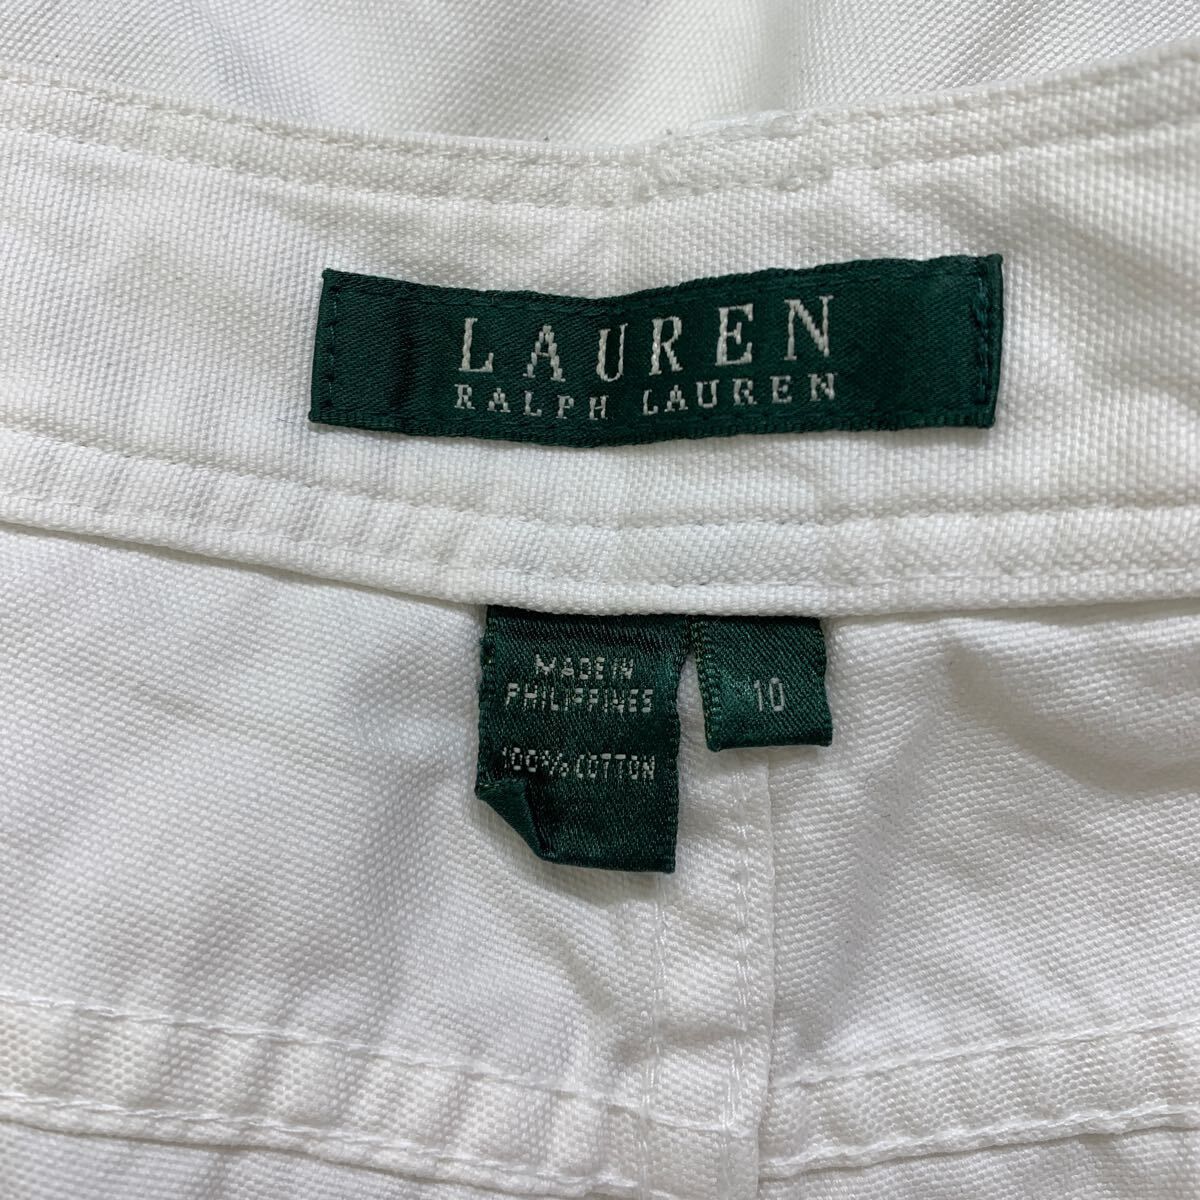 LAUREN
RALPH LAUREN
MADE IN
PHILIPPINES
100% COTTON
10